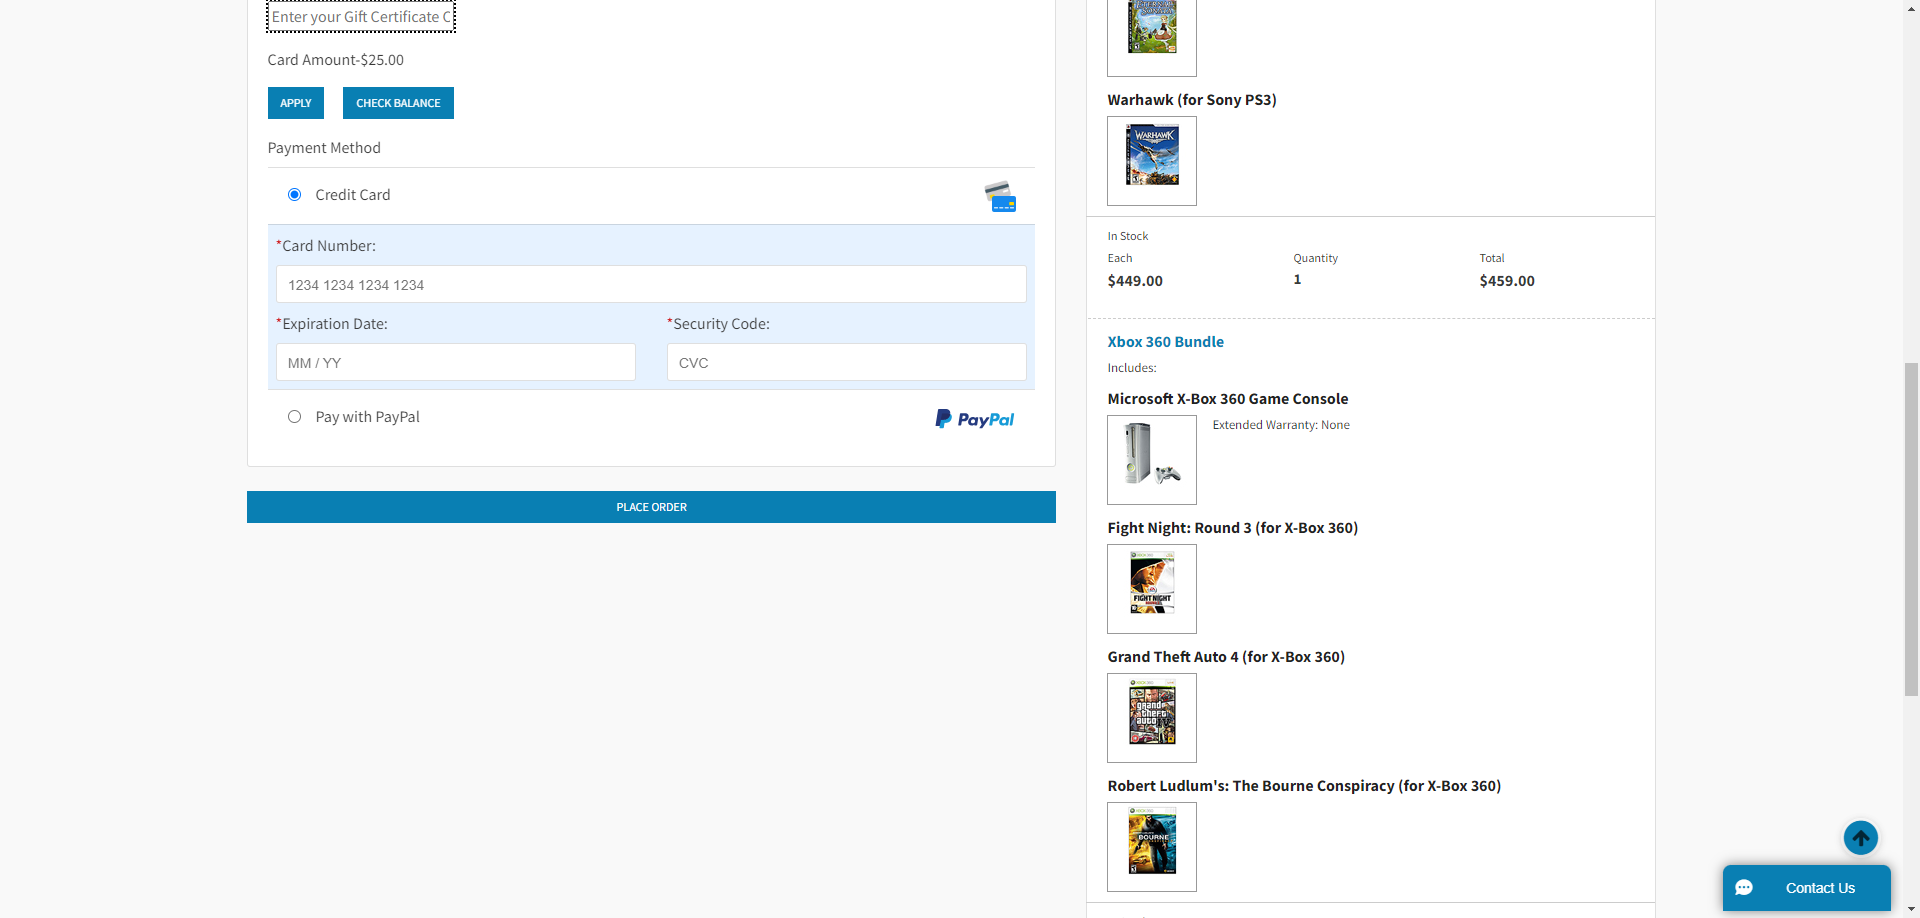 Enter your Gift Certificate C
Card Amount-$25.00
APPLY
CHECK BALANCE
Payment Method
Credit Card
*Card Number:
1234 1234 1234 1234
*Expiration Date:
*Security Code:
MM / YY
CVC
Pay with PayPal
PayPal
PLACE ORDER
Warhawk (for Sony PS3)
WARHAWK
In Stock
Each
Quantity
Total
$449.00
1
$459.00
Xbox 360 Bundle
Includes:
Microsoft X-Box 360 Game Console
Extended Warranty: None
Fight Night: Round 3 (for X-Box 360)
FIGHT NIGHT
Grand Theft Auto 4 (for X-Box 360)
grand
theft
auto IV
Robert Ludlum's: The Bourne Conspiracy (for X-Box 360)
BOURNE
Contact Us